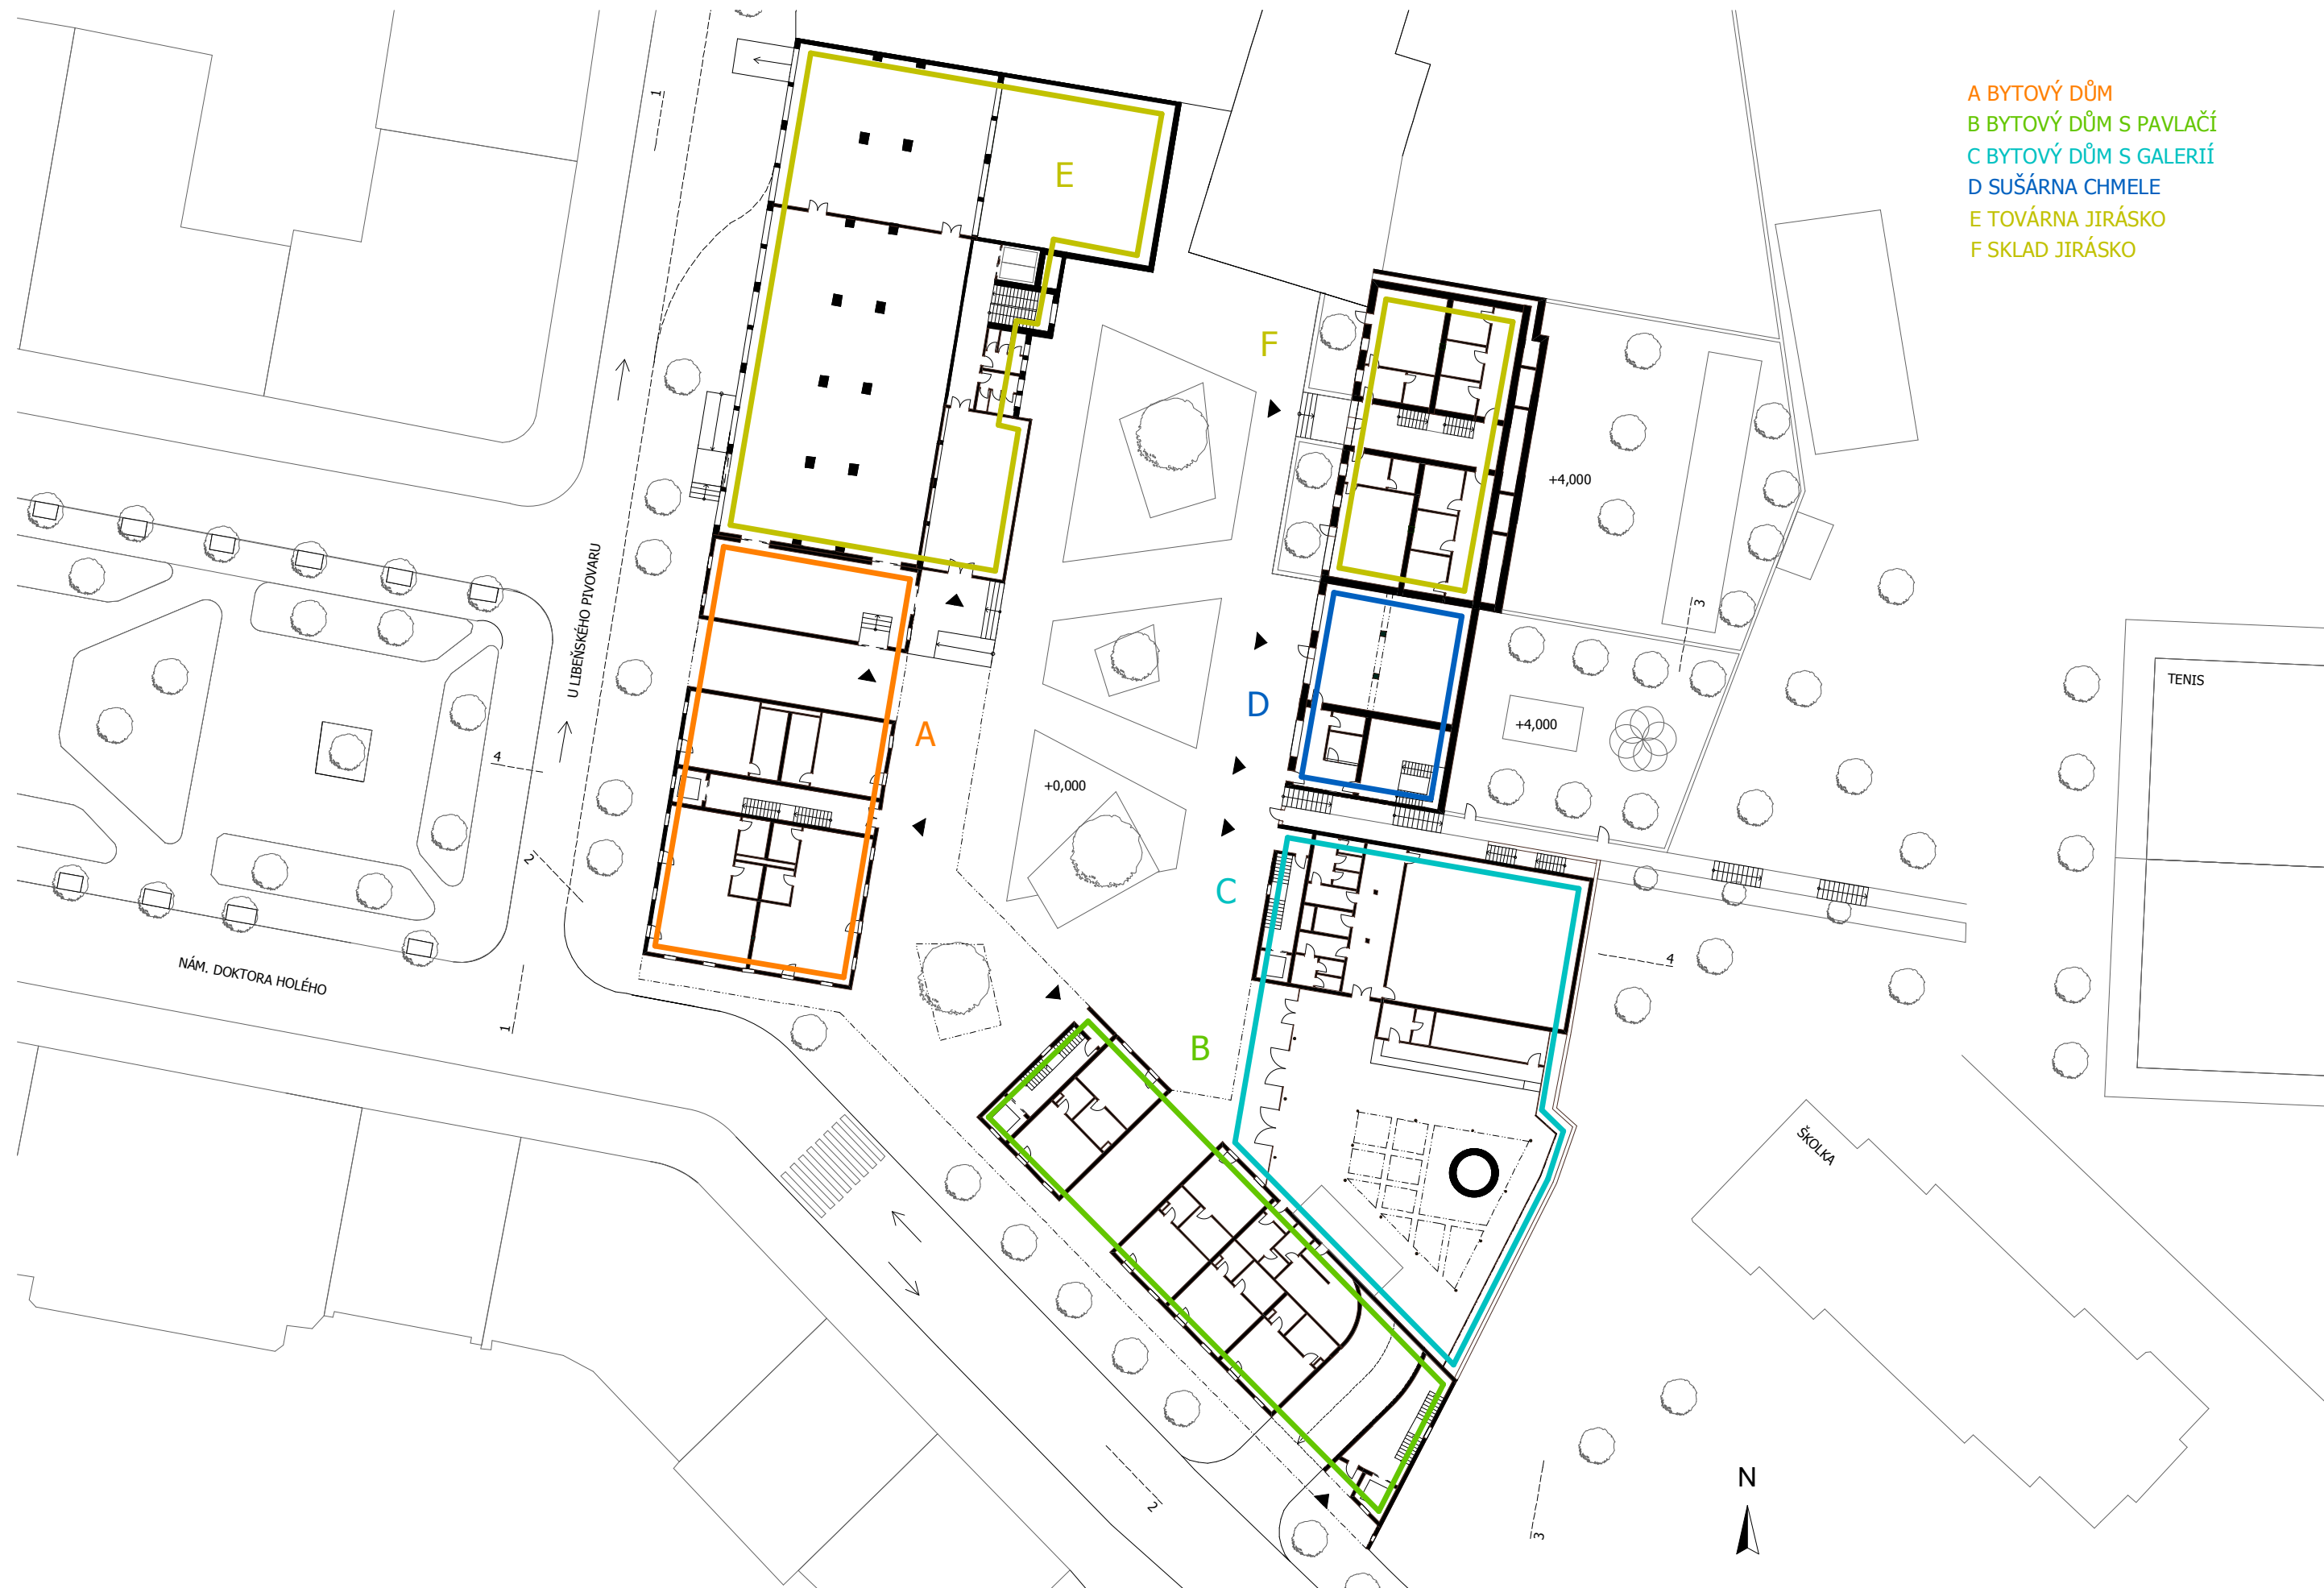 A BYTOVÝ DŮM
B BYTOVÝ DŮM S PAVLAČÍ
C BYTOVÝ DŮM S GALERIÍ
D SUŠÁRNA CHMELE
E TOVÁRNA JIRÁSKO
F SKLAD JIRÁSKO
1
E
F
+4,000
U LIBEŇSKÉHO PIVOVARU
3
TENIS
D
A
+4,000
4
+0,000
2
C
4
NÁM. DOKTORA HOLÉHO
1
B
ŠKOLKA
N
2
3